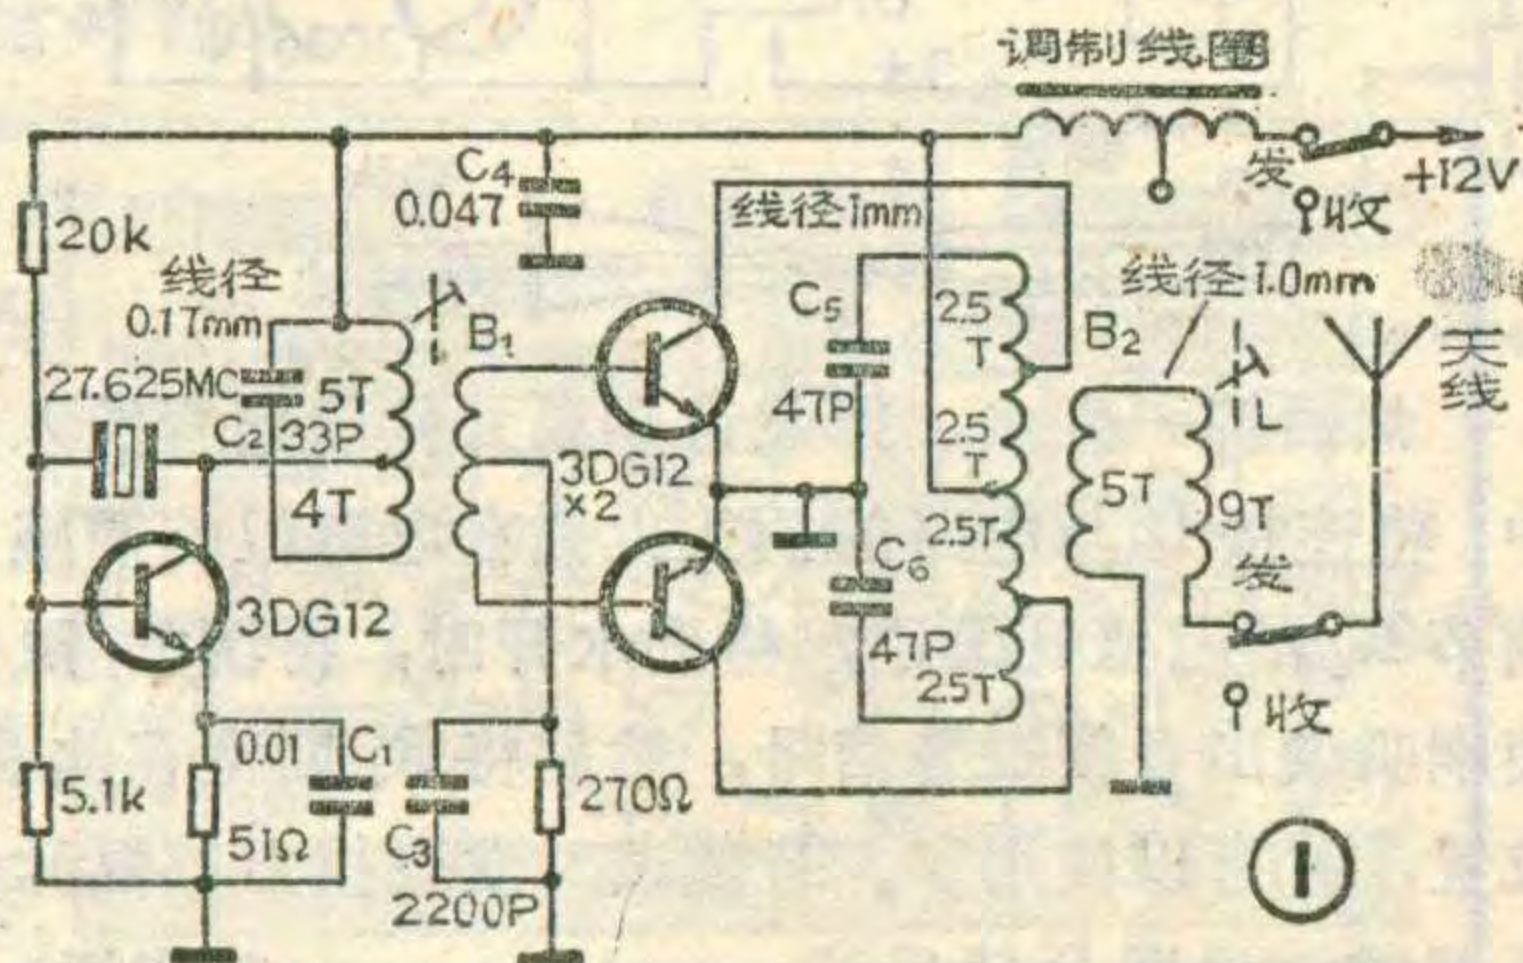 调制线圈
发
+12V
收
C4
0.047
线径1mm
20k
线径
0.17mm
线径1.0mm
C5
2.5
T
B1
B2
天
线
27.625MC
5T
47P
C2
33P
2.5
T
L
3DG12
×2
4T
5T
9T
2.5T
C6
发
3DG12
47P
2.5T
收
0.01
C1
5.1k
51Ω
C3
270Ω
2200P
1